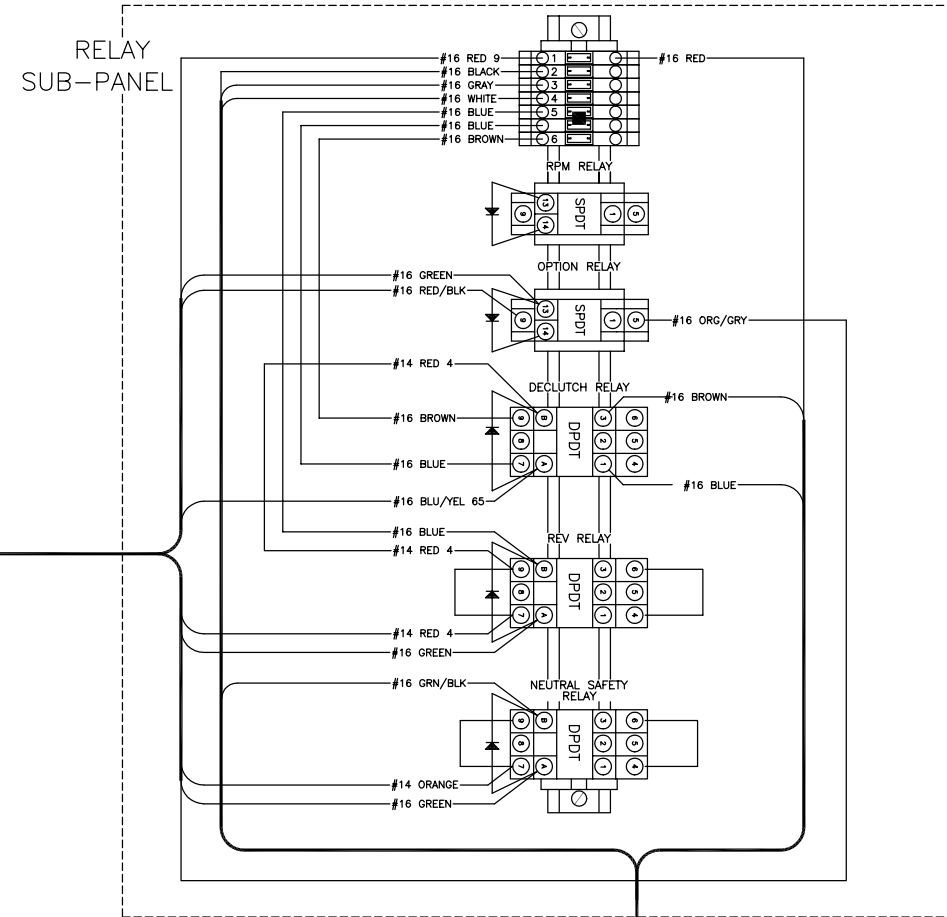 RELAY
SUB-PANEL
#16 RED 9
1
#16 RED
#16 BLACK
2
#16 GRAY
3
#16 WHITE
4
#16 BLUE
5
#16 BLUE
#16 BROWN
6
RPM RELAY
9
13
14
SPDT
1
5
OPTION RELAY
#16 GREEN
#16 RED/BLK
9
13
14
SPDT
1
5
#16 ORG/GRY
#14 RED 4
DECLUTCH RELAY
#16 BROWN
#16 BROWN
9
B
8
7
A
DPDT
3
6
2
5
1
4
#16 BLUE
#16 BLUE
#16 BLU/YEL 65
#16 BLUE
REV RELAY
#14 RED 4
9
B
8
7
A
DPDT
3
6
2
5
1
4
#14 RED 4
#16 GREEN
#16 GRN/BLK
NEUTRAL SAFETY
RELAY
9
B
8
7
A
DPDT
3
6
2
5
1
4
#14 ORANGE
#16 GREEN